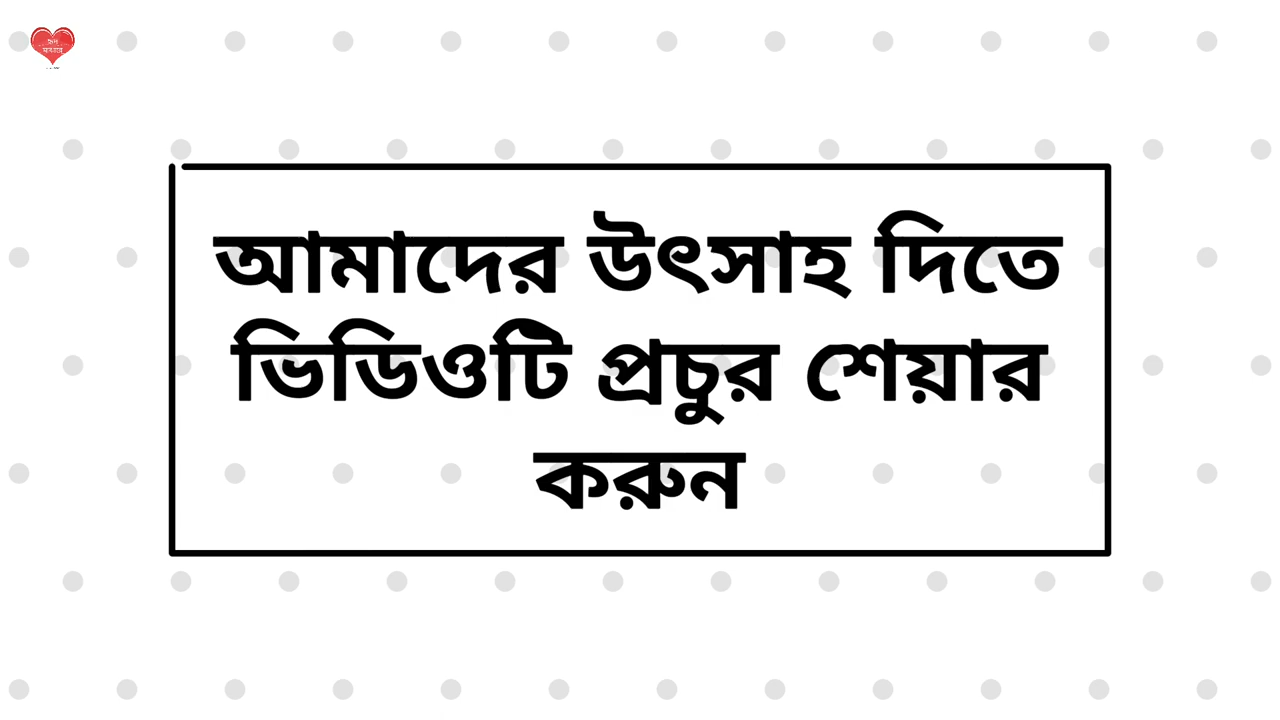 আমাদের উৎসাহ দিতে
ভিডিওটি প্রচুর শেয়ার
করুন